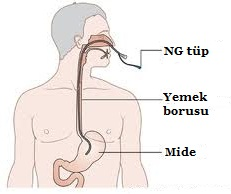 NG tüp
Yemek
borusu
Mide